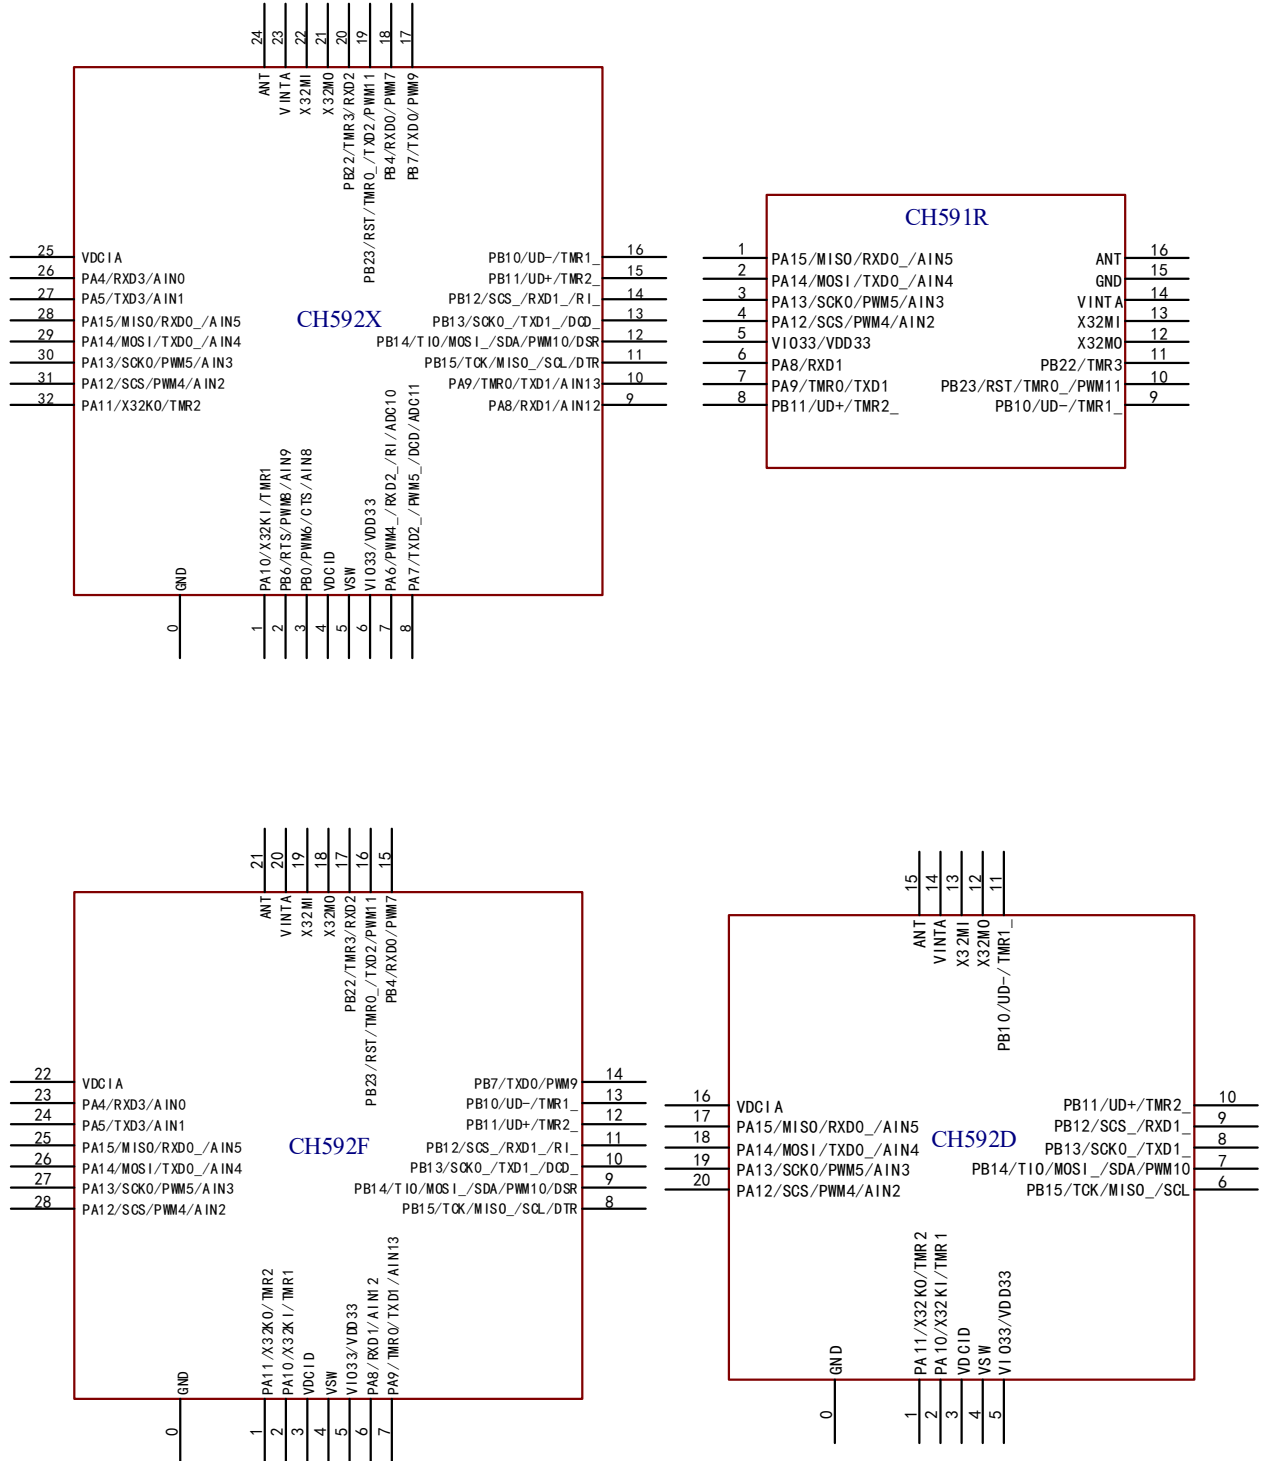 24
23
22
21
20
19
18
17
ANT
VINTA
X32MI
X32MO
PB22/TMR3/RXD2
PB23/RST/TMR0_/TXD2/PWM11
PB4/RXD0/PWM7
PB7/TXD0/PWM9
CH592X
25 VDCIA
26 PA4/RXD3/AIN0
27 PA5/TXD3/AIN1
28 PA15/MISO/RXD0_/AIN5
29 PA14/MOSI/TXD0_/AIN4
30 PA13/SCK0/PWM5/AIN3
31 PA12/SCS/PWM4/AIN2
32 PA11/X32KO/TMR2
PB10/UD-/TMR1_ 16
PB11/UD+/TMR2_ 15
PB12/SCS_/RXD1_/RI_ 14
PB13/SCK0_/TXD1_/DCD_ 13
PB14/TIO/MOSI_/SDA/PWM10/DSR 12
PB15/TCK/MISO_/SCL/DTR 11
PA9/TMR0/TXD1/AIN13 10
PA8/RXD1/AIN12 9
GND
PA10/X32KI/TMR1
PB6/RTS/PWM8/AIN9
PB0/PWM6/CTS/AIN8
VDCID
VSW
VIO33/VDD33
PA6/PWM4_/RXD2_/RI/ADC10
PA7/TXD2_/PWM5_/DCD/ADC11
0
1
2
3
4
5
6
7
8
CH591R
1 PA15/MISO/RXD0_/AIN5
2 PA14/MOSI/TXD0_/AIN4
3 PA13/SCK0/PWM5/AIN3
4 PA12/SCS/PWM4/AIN2
5 VIO33/VDD33
6 PA8/RXD1
7 PA9/TMR0/TXD1
8 PB11/UD+/TMR2_
ANT 16
GND 15
VINTA 14
X32MI 13
X32MO 12
PB22/TMR3 11
PB23/RST/TMR0_/PWM11 10
PB10/UD-/TMR1_ 9
21
20
19
18
17
16
15
ANT
VINTA
X32MI
X32MO
PB22/TMR3/RXD2
PB23/RST/TMR0_/TXD2/PWM11
PB4/RXD0/PWM7
CH592F
22 VDCIA
23 PA4/RXD3/AIN0
24 PA5/TXD3/AIN1
25 PA15/MISO/RXD0_/AIN5
26 PA14/MOSI/TXD0_/AIN4
27 PA13/SCK0/PWM5/AIN3
28 PA12/SCS/PWM4/AIN2
PB7/TXD0/PWM9 14
PB10/UD-/TMR1_ 13
PB11/UD+/TMR2_ 12
PB12/SCS_/RXD1_/RI_ 11
PB13/SCK0_/TXD1_/DCD_ 10
PB14/TIO/MOSI_/SDA/PWM10/DSR 9
PB15/TCK/MISO_/SCL/DTR 8
GND
PA11/X32KO/TMR2
PA10/X32KI/TMR1
VDCID
VSW
VIO33/VDD33
PA8/RXD1/AIN12
PA9/TMR0/TXD1/AIN13
0
1
2
3
4
5
6
7
15
14
13
12
11
ANT
VINTA
X32MI
X32MO
PB10/UD-/TMR1_
CH592D
16 VDCIA
17 PA15/MISO/RXD0_/AIN5
18 PA14/MOSI/TXD0_/AIN4
19 PA13/SCK0/PWM5/AIN3
20 PA12/SCS/PWM4/AIN2
PB11/UD+/TMR2_ 10
PB12/SCS_/RXD1_ 9
PB13/SCK0_/TXD1_ 8
PB14/TIO/MOSI_/SDA/PWM10 7
PB15/TCK/MISO_/SCL 6
GND
PA11/X32KO/TMR2
PA10/X32KI/TMR1
VDCID
VSW
VIO33/VDD33
0
1
2
3
4
5